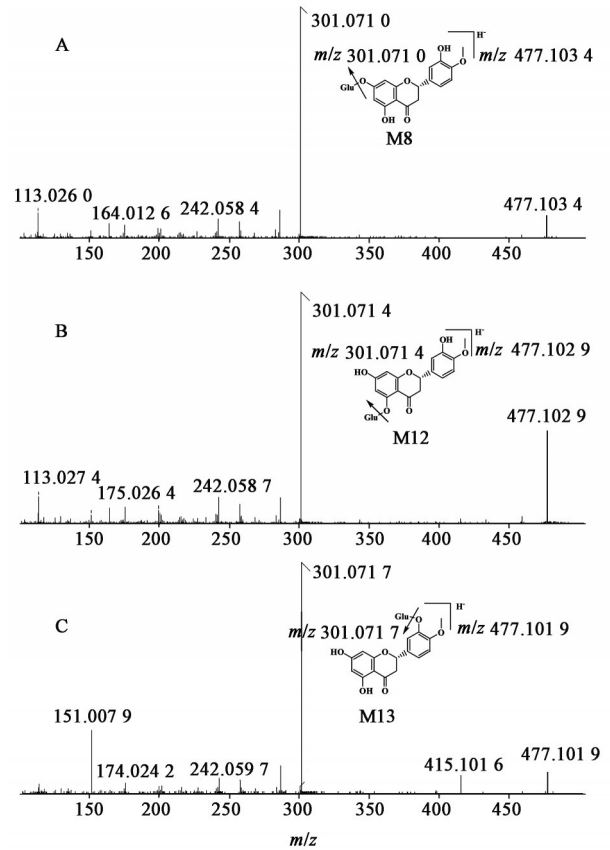 301.071 0
A
m/z 301.071 0
H-
OH
O
m/z 477.103 4
O
O
Glu
OH
O
M8
113.026 0
164.012 6
242.058 4
477.103 4
150
200
250
300
350
400
450
301.071 4
B
m/z 301.071 4
H-
OH
O
m/z 477.102 9
HO
O
Glu
O
O
M12
477.102 9
113.027 4
175.026 4
242.058 7
150
200
250
300
350
400
450
301.071 7
C
m/z 301.071 7
Glu
O
H-
O
m/z 477.101 9
HO
O
OH
O
M13
151.007 9
174.024 2
242.059 7
415.101 6
477.101 9
150
200
250
300
350
400
450
m/z